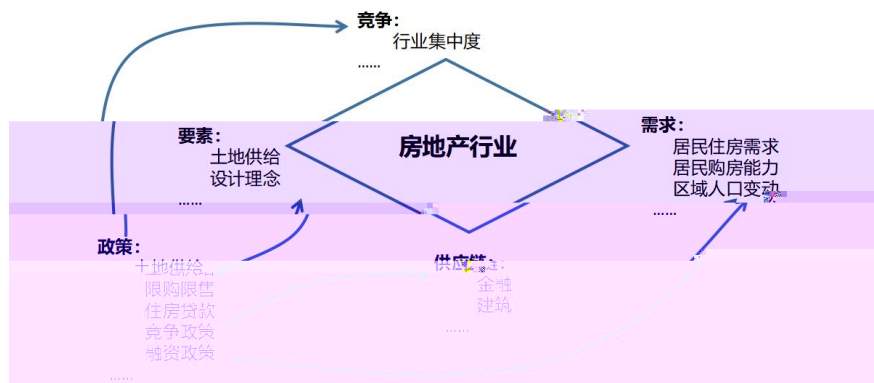 竞争：
行业集中度
……
要素：
土地供给
设计理念
……
房地产行业
需求：
居民住房需求
居民购房能力
区域人口变动
……
政策：
土地供给
限购限售
住房贷款
竞争政策
融资政策
……
供应链：
金融
建筑
……